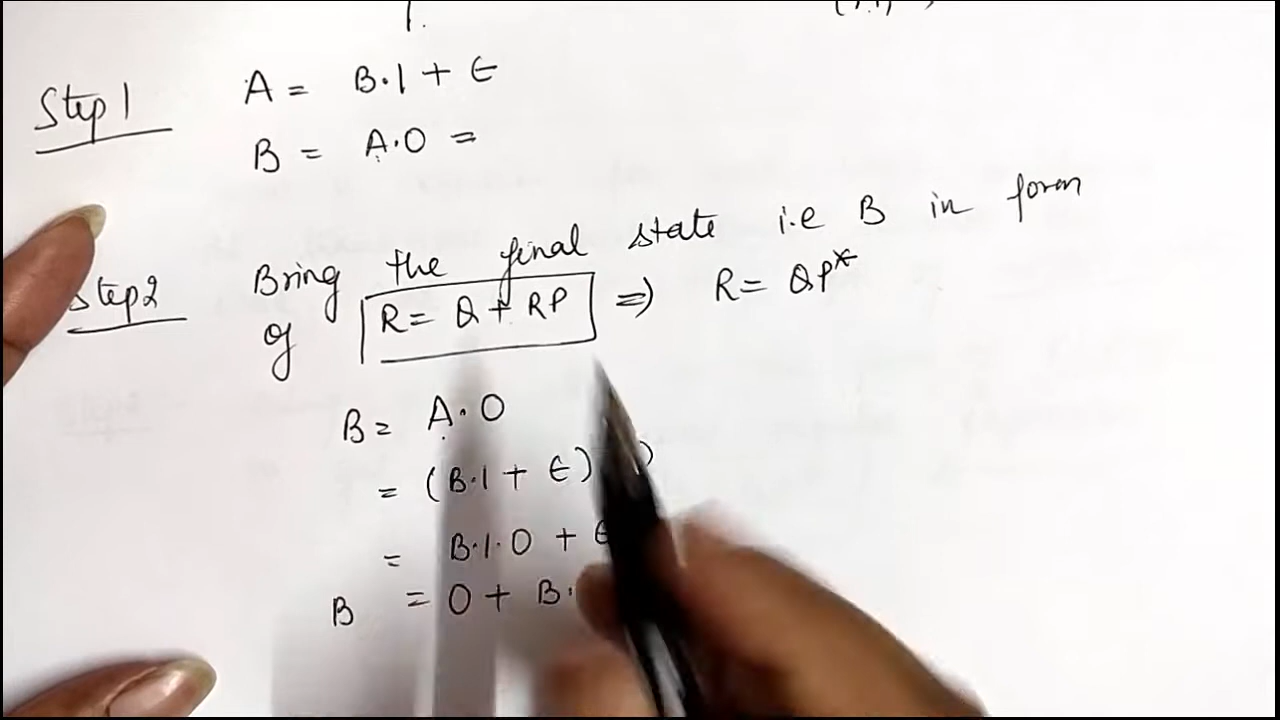 1.
Step 1 A = B.1 + ε
B = A.0 =
Step 2 Bring the final state i.e B in form
of R = Q + RP => R = QP*
B = A.0
= (B.1 + ε) )
= B.1.0 + ε
B = 0 + B.